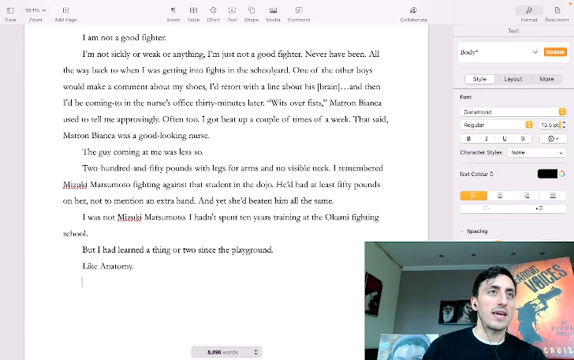 View
Zoom
Add Page
Insert
Table
Chart
Text
Shape
Media
Comment
Collaborate
Format
Document
Text
Body*
Update
Style
Layout
More
Font
Garamond
Regular
13.5 pt
B I U S
Character Styles
None
Text Colour
Spacing
I am not a good fighter.
I'm not sickly or weak or anything, I'm just not a good fighter. Never have been. All
the way back to when I was getting into fights in the schoolyard. One of the other boys
would make a comment about my shoes, I'd retort with a line about his [brain]…and then
I'd be coming-to in the nurse's office thirty-minutes later. "Wits over fists," Matron Bianca
used to tell me approvingly. Often too. I got beat up a couple of times of a week. That said,
Matron Bianca was a good-looking nurse.
The guy coming at me was less so.
Two-hundred-and-fifty pounds with legs for arms and no visible neck. I remembered
Mizuki Matsumoto fighting against that student in the dojo. He'd had at least fifty pounds
on her, not to mention an extra hand. And yet she'd beaten him all the same.
I was not Mizuki Matsumoto. I hadn't spent ten years training at the Okami fighting
school.
But I had learned a thing or two since the playground.
Like Anatomy.
5,896 words
HEARING
VOICES
CRUIS